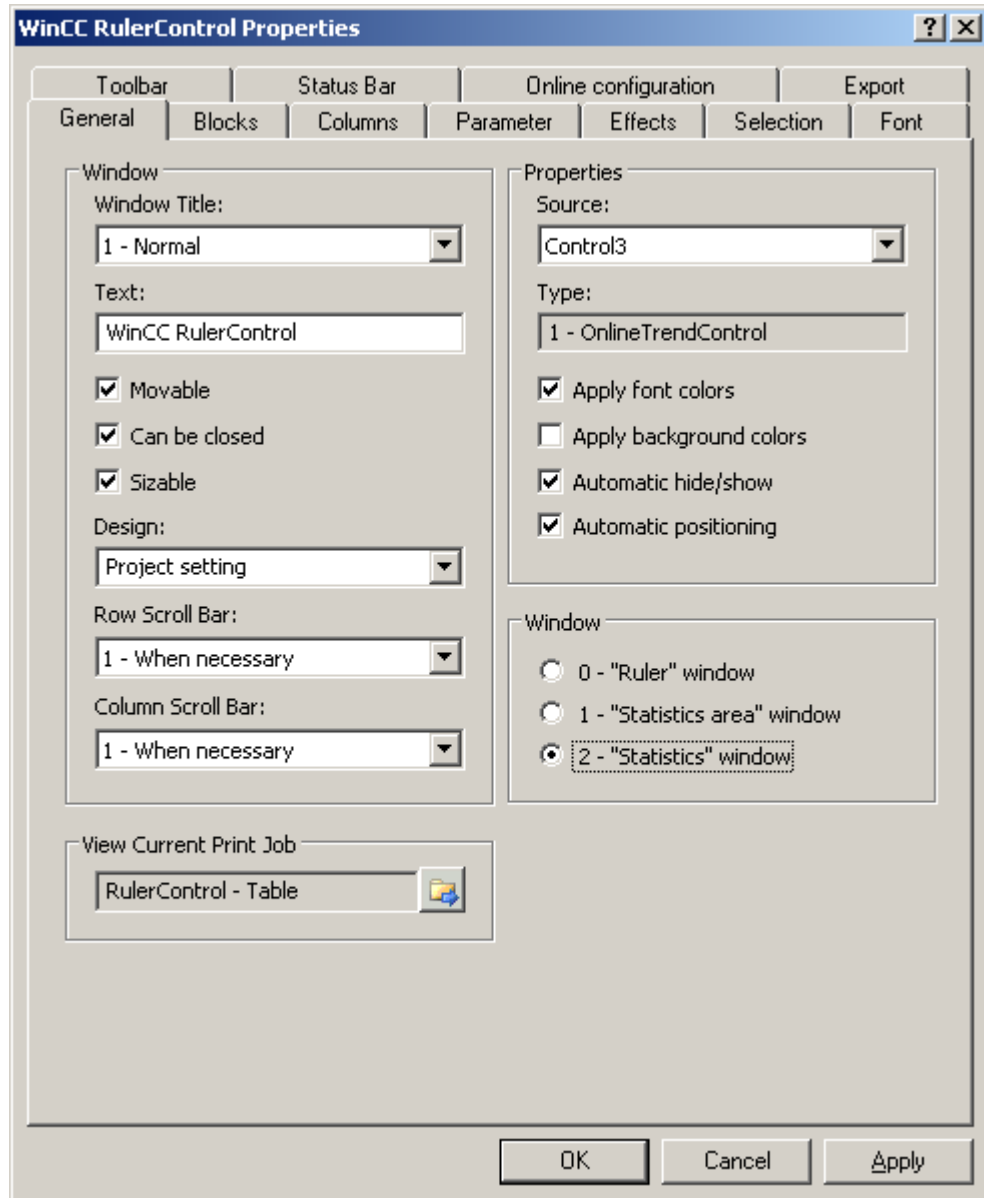 WinCC RulerControl Properties
Toolbar Status Bar Online configuration Export
General Blocks Columns Parameter Effects Selection Font
Window
Window Title:
1 - Normal
Text:
WinCC RulerControl
Movable
Can be closed
Sizable
Design:
Project setting
Row Scroll Bar:
1 - When necessary
Column Scroll Bar:
1 - When necessary
View Current Print Job
RulerControl - Table
Properties
Source:
Control3
Type:
1 - OnlineTrendControl
Apply font colors
Apply background colors
Automatic hide/show
Automatic positioning
Window
0 - "Ruler" window
1 - "Statistics area" window
2 - "Statistics" window
OK Cancel Apply